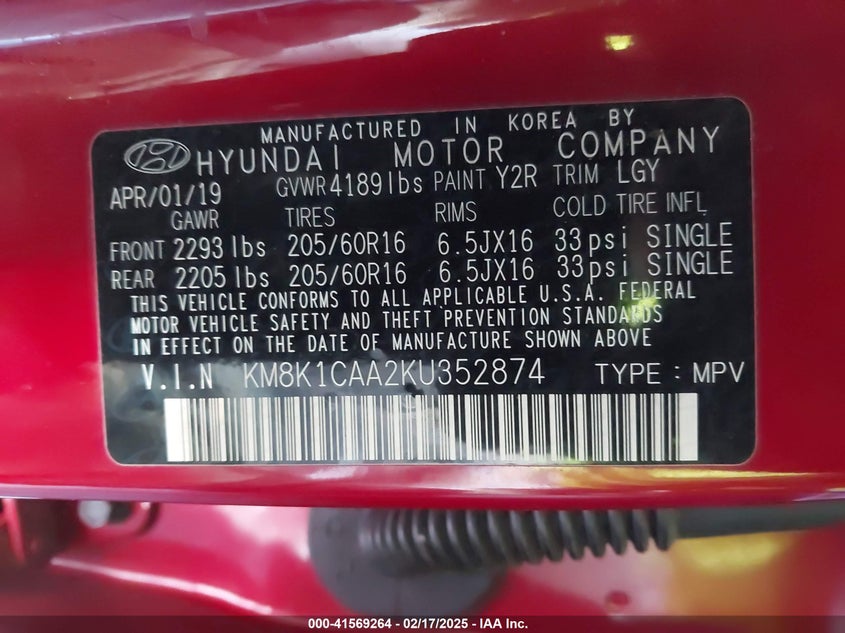 MANUFACTURED IN KOREA BY
HYUNDAI MOTOR COMPANY
APR/01/19 GVWR 4189 lbs PAINT Y2R TRIM LGY
GAWR TIRES RIMS COLD TIRE INFL
FRONT 2293 lbs 205/60R16 6.5JX16 33psi SINGLE
REAR 2205 lbs 205/60R16 6.5JX16 33psi SINGLE
THIS VEHICLE CONFORMS TO ALL APPLICABLE U.S.A. FEDERAL
MOTOR VEHICLE SAFETY AND THEFT PREVENTION STANDARDS
IN EFFECT ON THE DATE OF MANUFACTURE SHOWN ABOVE
V.I.N KM8K1CAA2KU352874 TYPE : MPV
000-41569264 - 02/17/2025 - IAA Inc.